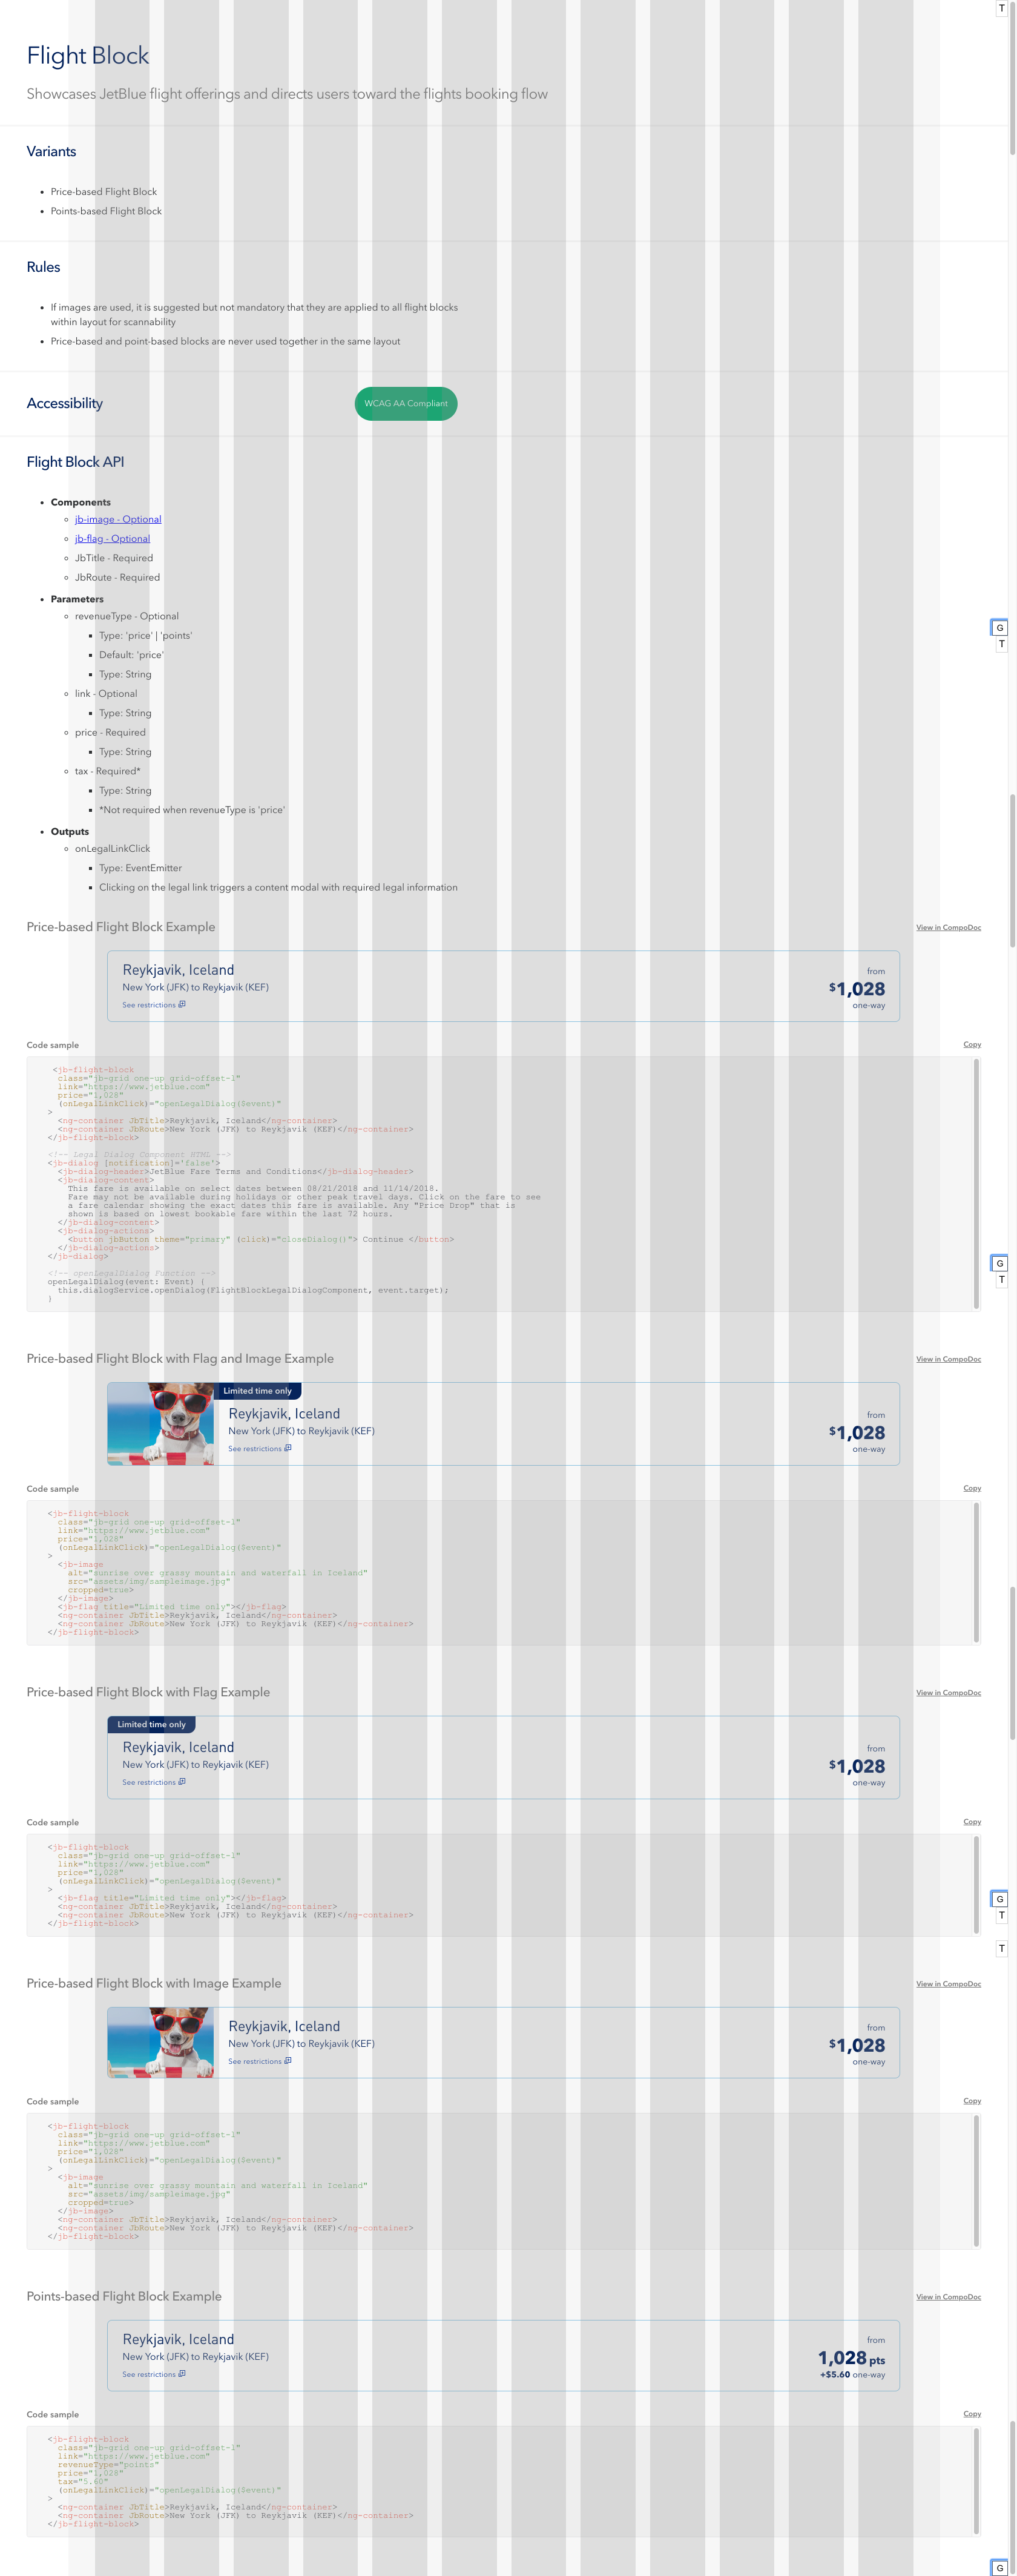 T
Flight Block
Showcases JetBlue flight offerings and directs users toward the flights booking flow
Variants
Price-based Flight Block
Points-based Flight Block
Rules
If images are used, it is suggested but not mandatory that they are applied to all flight blocks
within layout for scannability
Price-based and point-based blocks are never used together in the same layout
Accessibility
WCAG AA Compliant
Flight Block API
Components
jb-image - Optional
jb-flag - Optional
JbTitle - Required
JbRoute - Required
Parameters
revenueType - Optional
G
Type: 'price' | 'points'
T
Default: 'price'
Type: String
link - Optional
Type: String
price - Required
Type: String
tax - Required*
Type: String
*Not required when revenueType is 'price'
Outputs
onLegalLinkClick
Type: EventEmitter
Clicking on the legal link triggers a content modal with required legal information
Price-based Flight Block Example
View in CompoDoc
Reykjavik, Iceland
New York (JFK) to Reykjavik (KEF)
See restrictions
from
$1,028
one-way
Code sample
Copy
<jb-flight-block
class="jb-grid one-up grid-offset-1"
link="https://www.jetblue.com"
price="1,028"
(onLegalLinkClick)="openLegalDialog($event)"
>
<ng-container JbTitle>Reykjavik, Iceland</ng-container>
<ng-container JbRoute>New York (JFK) to Reykjavik (KEF)</ng-container>
</jb-flight-block>
<!-- Legal Dialog Component HTML -->
<jb-dialog [notification]='false'>
<jb-dialog-header>JetBlue Fare Terms and Conditions</jb-dialog-header>
<jb-dialog-content>
This fare is available on select dates between 08/21/2018 and 11/14/2018.
Fare may not be available during holidays or other peak travel days. Click on the fare to see
a fare calendar showing the exact dates this fare is available. Any "Price Drop" that is
shown is based on lowest bookable fare within the last 72 hours.
</jb-dialog-content>
<jb-dialog-actions>
<button jbButton theme="primary" (click)="closeDialog()"> Continue </button>
</jb-dialog-actions>
</jb-dialog>
G
<!-- openLegalDialog Function -->
openLegalDialog(event: Event) {
T
this.dialogService.openDialog(FlightBlockLegalDialogComponent, event.target);
}
Price-based Flight Block with Flag and Image Example
View in CompoDoc
Limited time only
Reykjavik, Iceland
New York (JFK) to Reykjavik (KEF)
See restrictions
from
$1,028
one-way
Code sample
Copy
<jb-flight-block
class="jb-grid one-up grid-offset-1"
link="https://www.jetblue.com"
price="1,028"
(onLegalLinkClick)="openLegalDialog($event)"
>
<jb-image
alt="sunrise over grassy mountain and waterfall in Iceland"
src="assets/img/sampleimage.jpg"
cropped=true>
</jb-image>
<jb-flag title="Limited time only"></jb-flag>
<ng-container JbTitle>Reykjavik, Iceland</ng-container>
<ng-container JbRoute>New York (JFK) to Reykjavik (KEF)</ng-container>
</jb-flight-block>
Price-based Flight Block with Flag Example
View in CompoDoc
Limited time only
Reykjavik, Iceland
New York (JFK) to Reykjavik (KEF)
See restrictions
from
$1,028
one-way
Code sample
Copy
<jb-flight-block
class="jb-grid one-up grid-offset-1"
link="https://www.jetblue.com"
price="1,028"
(onLegalLinkClick)="openLegalDialog($event)"
>
<jb-flag title="Limited time only"></jb-flag>
<ng-container JbTitle>Reykjavik, Iceland</ng-container>
<ng-container JbRoute>New York (JFK) to Reykjavik (KEF)</ng-container>
</jb-flight-block>
G
T
T
Price-based Flight Block with Image Example
View in CompoDoc
Reykjavik, Iceland
New York (JFK) to Reykjavik (KEF)
See restrictions
from
$1,028
one-way
Code sample
Copy
<jb-flight-block
class="jb-grid one-up grid-offset-1"
link="https://www.jetblue.com"
price="1,028"
(onLegalLinkClick)="openLegalDialog($event)"
>
<jb-image
alt="sunrise over grassy mountain and waterfall in Iceland"
src="assets/img/sampleimage.jpg"
cropped=true>
</jb-image>
<ng-container JbTitle>Reykjavik, Iceland</ng-container>
<ng-container JbRoute>New York (JFK) to Reykjavik (KEF)</ng-container>
</jb-flight-block>
Points-based Flight Block Example
View in CompoDoc
Reykjavik, Iceland
New York (JFK) to Reykjavik (KEF)
See restrictions
from
1,028 pts
+$5.60 one-way
Code sample
Copy
<jb-flight-block
class="jb-grid one-up grid-offset-1"
link="https://www.jetblue.com"
revenueType="points"
price="1,028"
tax="5.60"
(onLegalLinkClick)="openLegalDialog($event)"
>
<ng-container JbTitle>Reykjavik, Iceland</ng-container>
<ng-container JbRoute>New York (JFK) to Reykjavik (KEF)</ng-container>
</jb-flight-block>
G